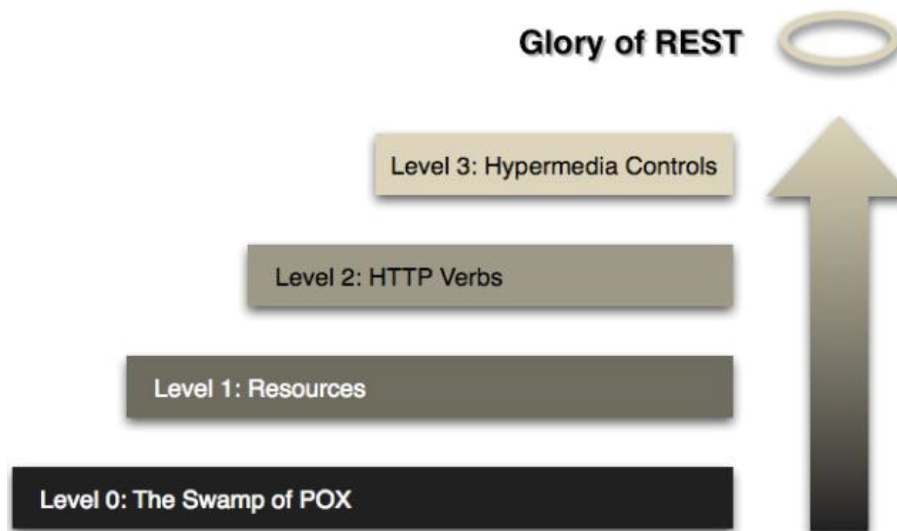 Glory of REST
Level 3: Hypermedia Controls
Level 2: HTTP Verbs
Level 1: Resources
Level 0: The Swamp of POX